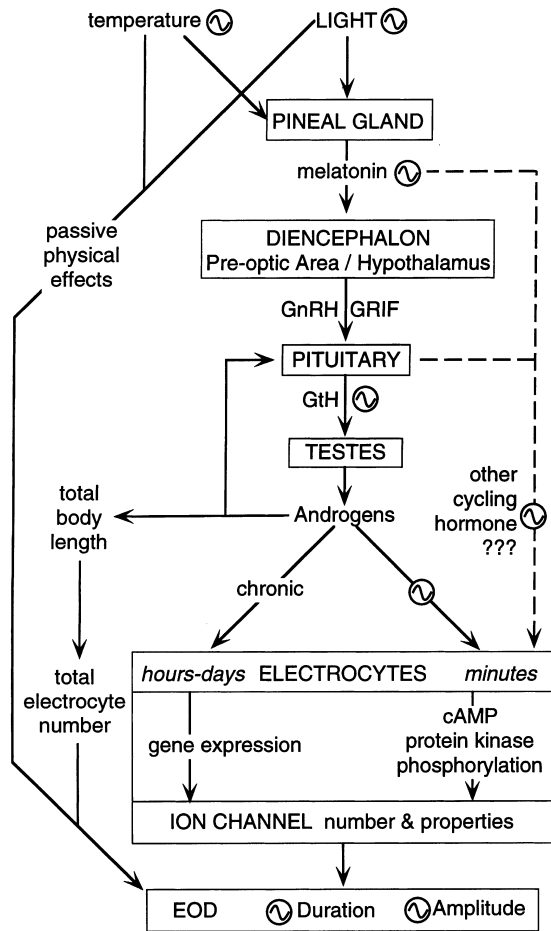 temperature
LIGHT
PINEAL GLAND
melatonin
passive
physical
effects
DIENCEPHALON
Pre-optic Area / Hypothalamus
GnRH GRIF
PITUITARY
GtH
TESTES
other
cycling
hormone
???
total
body
length
Androgens
chronic
total
electrocyte
number
hours-days ELECTROCYTES minutes
gene expression
cAMP
protein kinase
phosphorylation
ION CHANNEL number & properties
EOD Duration Amplitude